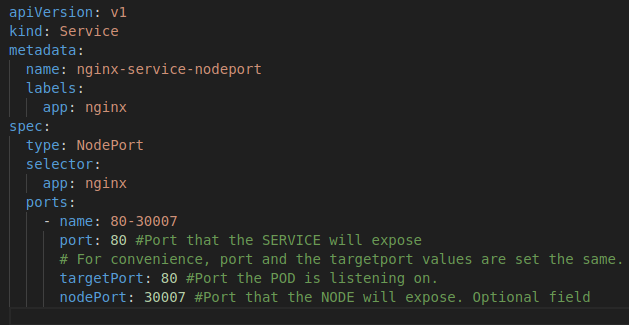 apiVersion: v1
kind: Service
metadata:
  name: nginx-service-nodeport
  labels:
    app: nginx
spec:
  type: NodePort
  selector:
    app: nginx
  ports:
    - name: 80-30007
      port: 80 #Port that the SERVICE will expose
      # For convenience, port and the targetport values are set the same.
      targetPort: 80 #Port the POD is listening on.
      nodePort: 30007 #Port that the NODE will expose. Optional field